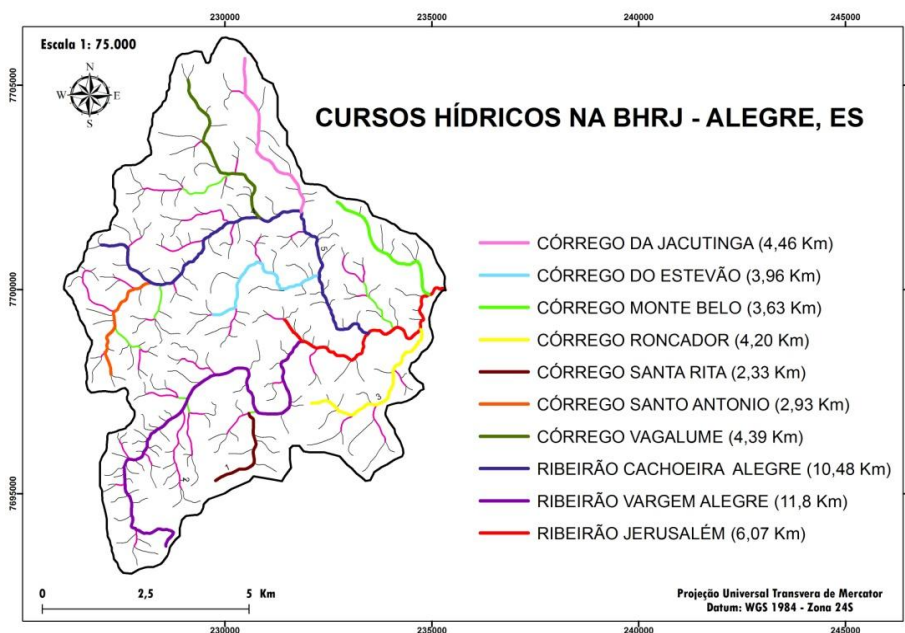 230000 235000 240000 245000
Escala 1: 75.000
N
W E
S
7705000
7700000
7695000
CURSOS HÍDRICOS NA BHRJ - ALEGRE, ES
CÓRREGO DA JACUTINGA (4,46 Km)
CÓRREGO DO ESTEVÃO (3,96 Km)
CÓRREGO MONTE BELO (3,63 Km)
CÓRREGO RONCADOR (4,20 Km)
CÓRREGO SANTA RITA (2,33 Km)
CÓRREGO SANTO ANTONIO (2,93 Km)
CÓRREGO VAGALUME (4,39 Km)
RIBEIRÃO CACHOEIRA ALEGRE (10,48 Km)
RIBEIRÃO VARGEM ALEGRE (11,8 Km)
RIBEIRÃO JERUSALÉM (6,07 Km)
5
3
1
2
0 2,5 5 Km
Projeção Universal Transvera de Mercator
Datum: WGS 1984 - Zona 24S
230000 235000 240000 245000